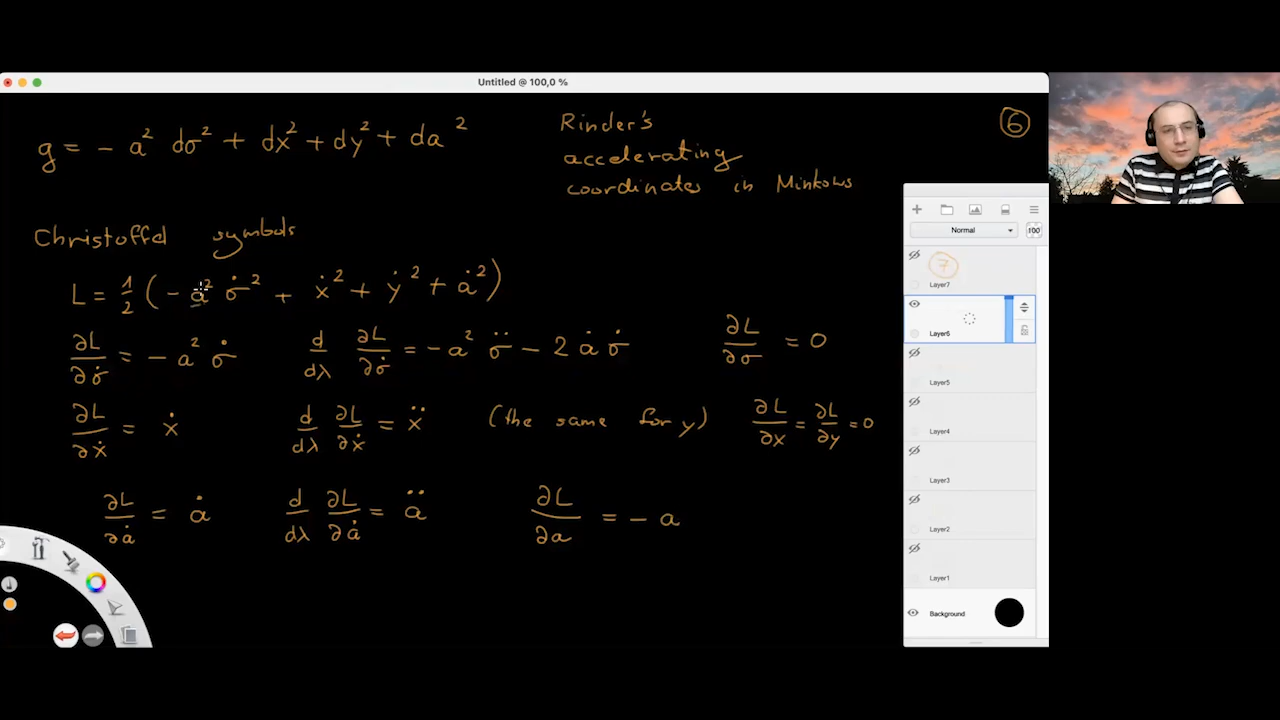 Untitled @ 100,0 %
g = - a² dσ² + dx² + dy² + da²
Rinder's
accelerating
coordinates in Minkows
6
Christoffel symbols
L = 1/2 ( - a² σ̇² + ẋ² + ẏ² + ȧ² )
∂L/∂σ̇ = - a² σ̇   d/dλ ∂L/∂σ̇ = - a² σ̈ - 2 ȧ σ̇   ∂L/∂σ = 0
∂L/∂ẋ = ẋ   d/dλ ∂L/∂ẋ = ẍ   (the same for y)   ∂L/∂x = ∂L/∂y = 0
∂L/∂ȧ = ȧ   d/dλ ∂L/∂ȧ = ä   ∂L/∂a = - a
Normal
100
7
Layer7
Layer6
Layer5
Layer4
Layer3
Layer2
Layer1
Background